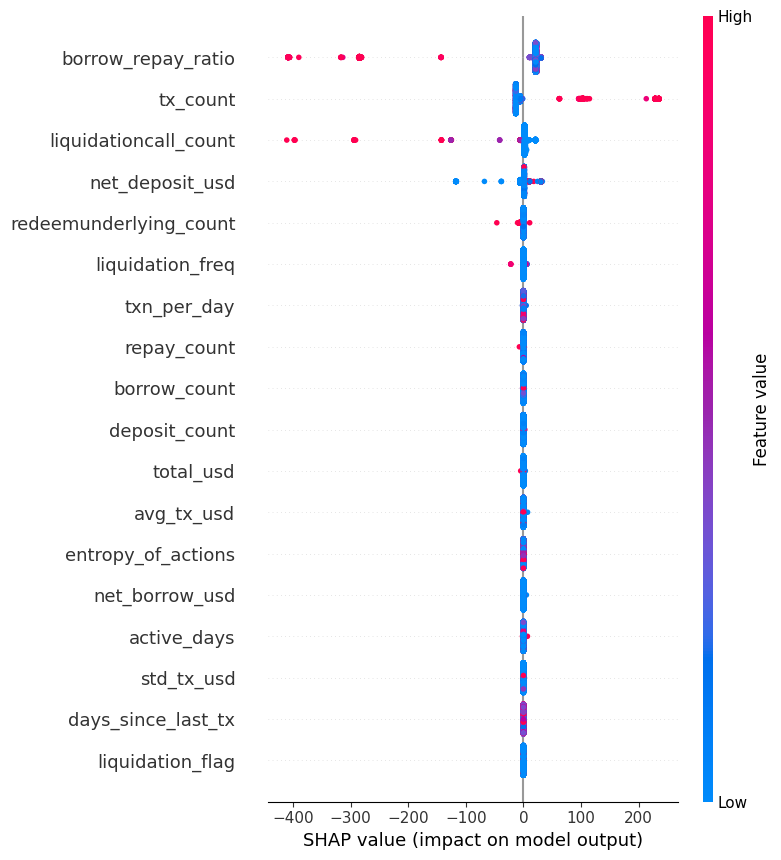 High
borrow_repay_ratio
tx_count
liquidationcall_count
net_deposit_usd
redeemunderlying_count
liquidation_freq
txn_per_day
repay_count
borrow_count
deposit_count
total_usd
avg_tx_usd
entropy_of_actions
net_borrow_usd
active_days
std_tx_usd
days_since_last_tx
liquidation_flag
Feature value
Low
−400 −300 −200 −100 0 100 200
SHAP value (impact on model output)